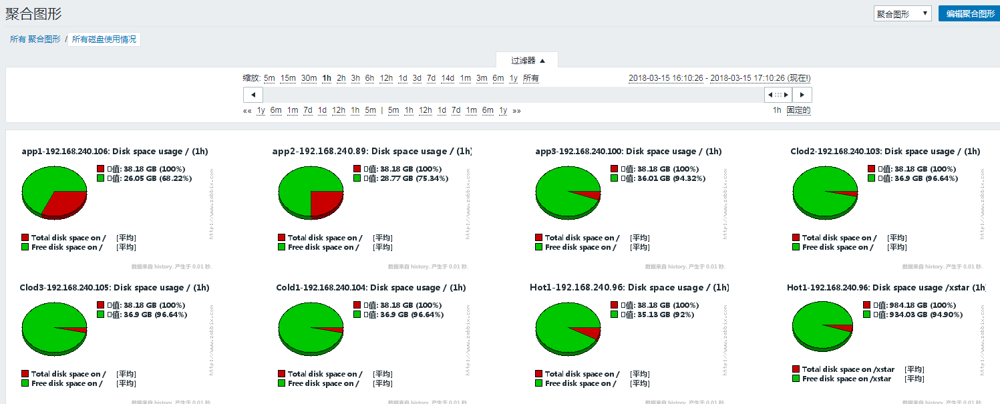 聚合图形
聚合图形 ▼ 编辑聚合图形
所有 聚合图形 / 所有磁盘使用情况
过滤器 ▲
缩放: 5m 15m 30m 1h 2h 3h 6h 12h 1d 3d 7d 14d 1m 3m 6m 1y 所有 2018-03-15 16:10:26 - 2018-03-15 17:10:26 (现在!)
«« 1y 6m 1m 7d 1d 12h 1h 5m | 5m 1h 12h 1d 7d 1m 6m 1y »» 1h 固定的
app1-192.168.240.106: Disk space usage / (1h)
□值: 38.18 GB (100%)
□值: 26.05 GB (68.22%)
Total disk space on / [平均]
Free disk space on / [平均]
http://www.zabbix.com
数据来自 history. 产生于 0.01 秒.
app2-192.168.240.89: Disk space usage / (1h)
□值: 38.18 GB (100%)
□值: 28.77 GB (75.34%)
Total disk space on / [平均]
Free disk space on / [平均]
http://www.zabbix.com
数据来自 history. 产生于 0.01 秒.
app3-192.168.240.100: Disk space usage / (1h)
□值: 38.18 GB (100%)
□值: 36.01 GB (94.32%)
Total disk space on / [平均]
Free disk space on / [平均]
http://www.zabbix.com
数据来自 history. 产生于 0.01 秒.
Clod2-192.168.240.103: Disk space usage / (1h)
□值: 38.18 GB (100%)
□值: 36.9 GB (96.64%)
Total disk space on / [平均]
Free disk space on / [平均]
http://www.zabbix.com
数据来自 history. 产生于 0.01 秒.
Clod3-192.168.240.105: Disk space usage / (1h)
□值: 38.18 GB (100%)
□值: 36.9 GB (96.64%)
Total disk space on / [平均]
Free disk space on / [平均]
http://www.zabbix.com
数据来自 history. 产生于 0.01 秒.
Cold1-192.168.240.104: Disk space usage / (1h)
□值: 38.18 GB (100%)
□值: 36.9 GB (96.64%)
Total disk space on / [平均]
Free disk space on / [平均]
http://www.zabbix.com
数据来自 history. 产生于 0.01 秒.
Hot1-192.168.240.96: Disk space usage / (1h)
□值: 38.18 GB (100%)
□值: 35.13 GB (92%)
Total disk space on / [平均]
Free disk space on / [平均]
http://www.zabbix.com
数据来自 history. 产生于 0.01 秒.
Hot1-192.168.240.96: Disk space usage /xstar (1h
□值: 984.18 GB (100%)
□值: 934.03 GB (94.90%)
Total disk space on /xstar [平均]
Free disk space on /xstar [平均]
http://www.zabbix.com
数据来自 history. 产生于 0.01 秒.